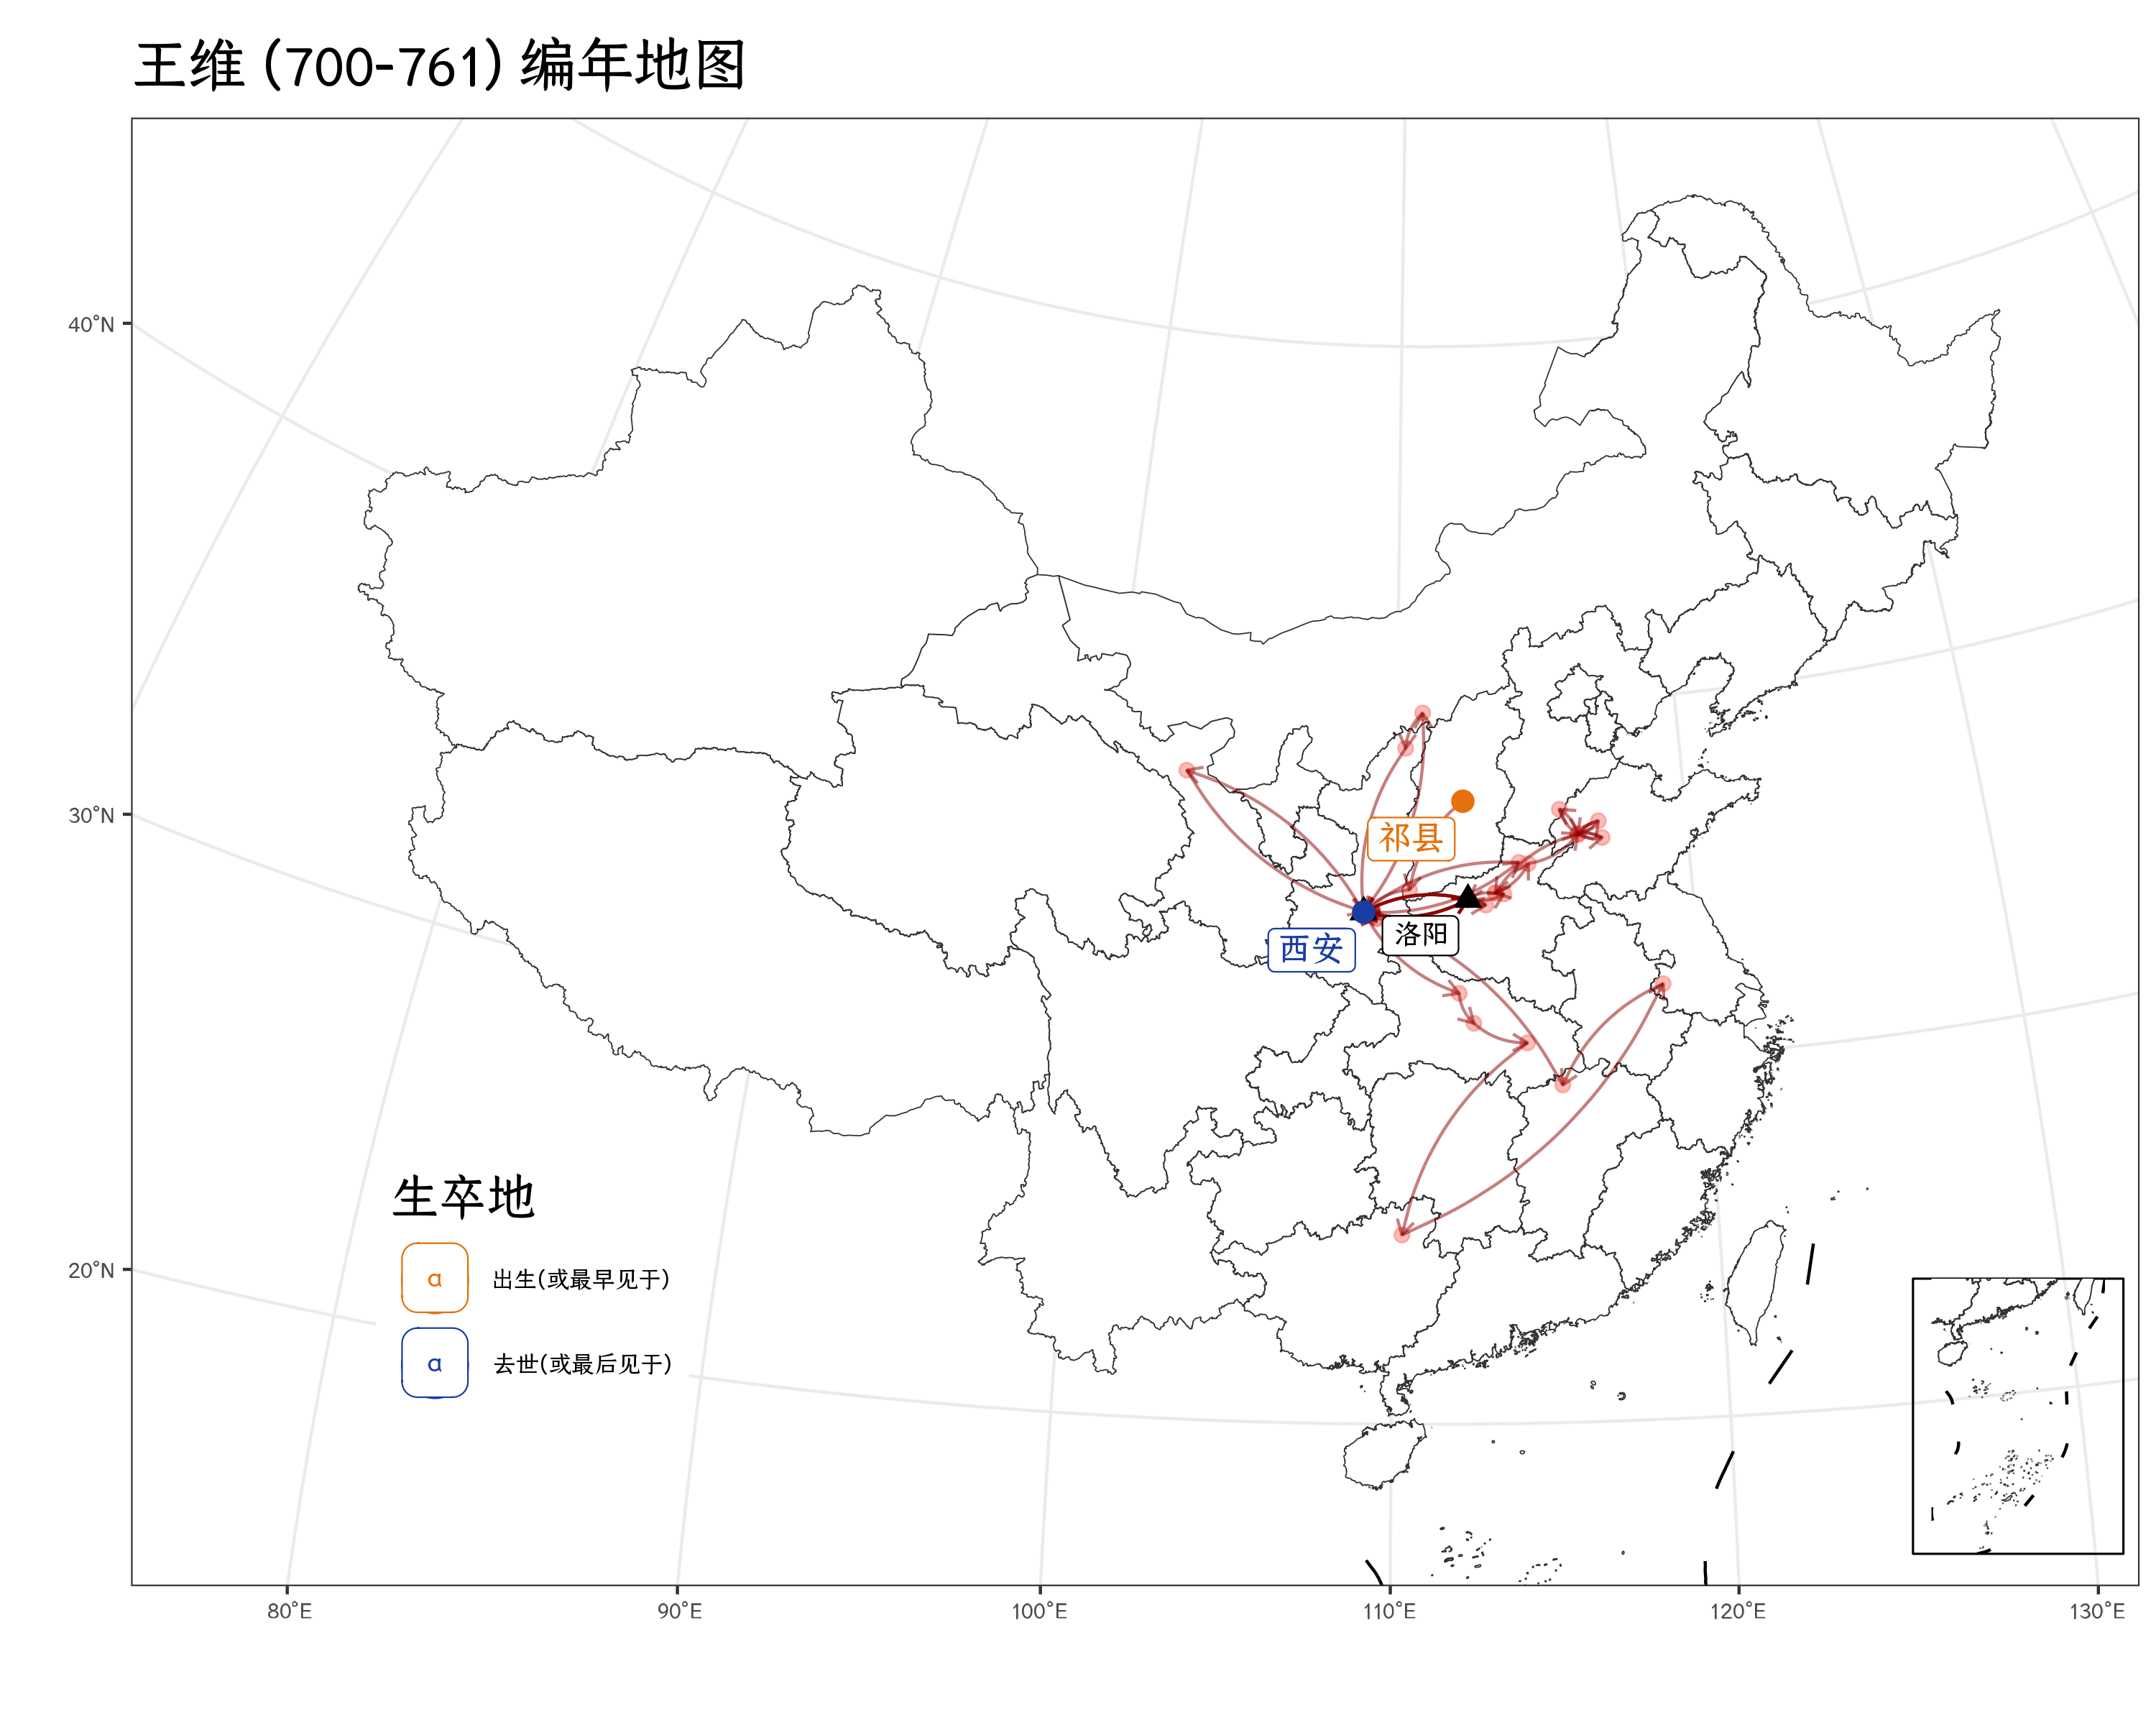 王维 (700-761) 编年地图
40°N
30°N
20°N
祁县
西安
洛阳
生卒地
a 出生(或最早见于)
a 去世(或最后见于)
80°E 90°E 100°E 110°E 120°E 130°E